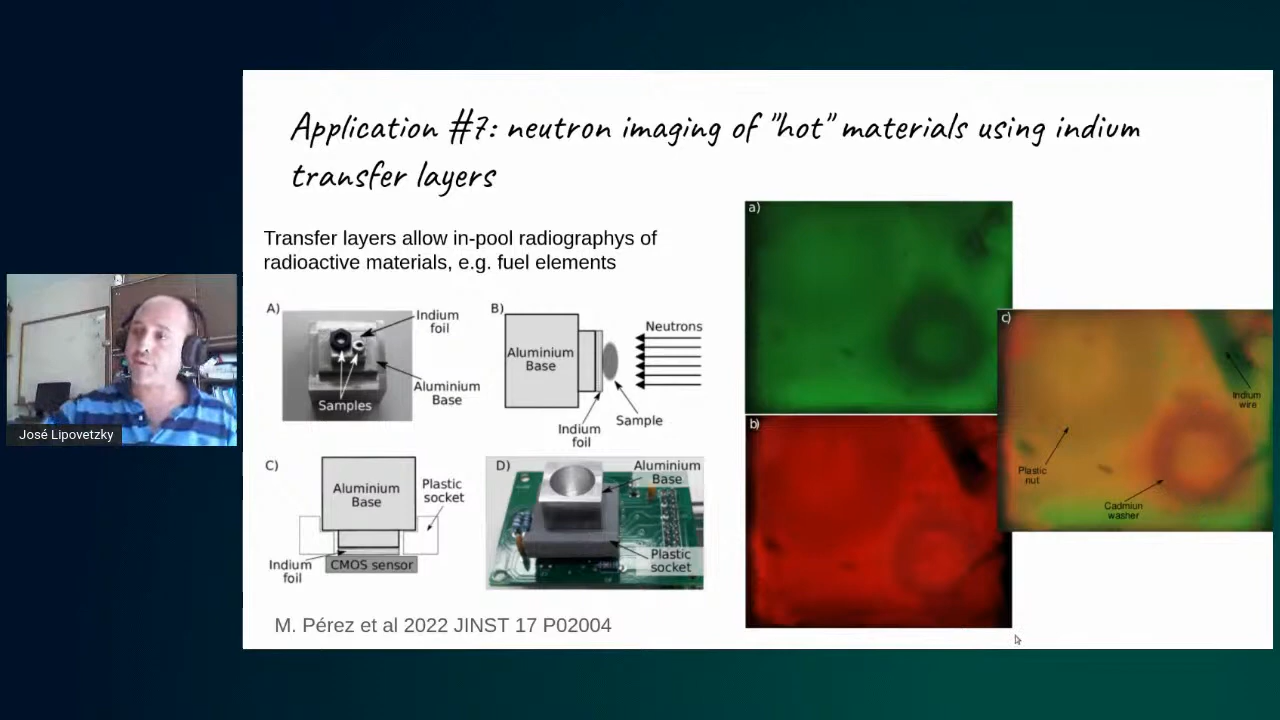 Application #7: neutron imaging of "hot" materials using indium
transfer layers
Transfer layers allow in-pool radiographys of
radioactive materials, e.g. fuel elements
A)
Indium
foil
Aluminium
Base
Samples
B)
Aluminium
Base
Neutrons
Sample
Indium
foil
C)
Aluminium
Base
Plastic
socket
Indium
foil
CMOS sensor
D)
Aluminium
Base
Plastic
socket
a)
b)
c)
Indium
wire
Plastic
nut
Cadmiun
washer
M. Pérez et al 2022 JINST 17 P02004
José Lipovetzky